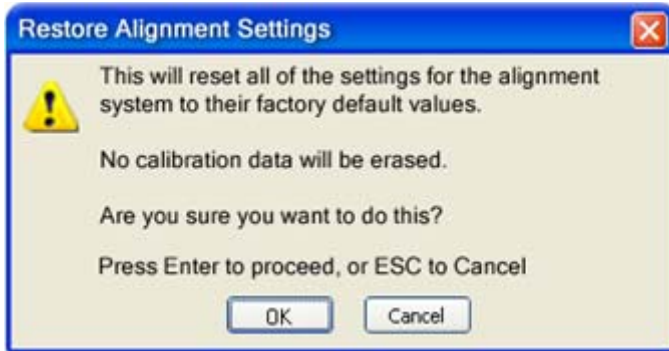 Restore Alignment Settings
This will reset all of the settings for the alignment
system to their factory default values.
No calibration data will be erased.
Are you sure you want to do this?
Press Enter to proceed, or ESC to Cancel
OK
Cancel